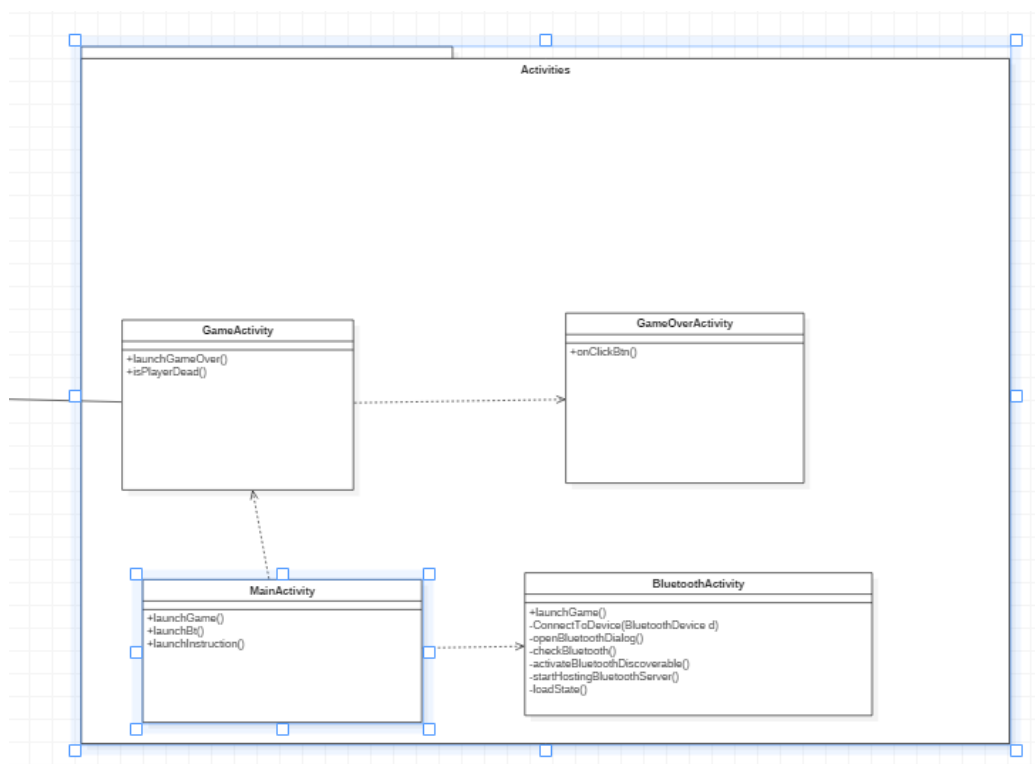 Activities
GameActivity
+launchGameOver()
+isPlayerDead()
GameOverActivity
+onClickBtn()
MainActivity
+launchGame()
+launchBt()
+launchInstruction()
BluetoothActivity
+launchGame()
-ConnectToDevice(BluetoothDevice d)
-openBluetoothDialog()
-checkBluetooth()
-activateBluetoothDiscoverable()
-startHostingBluetoothServer()
-loadState()